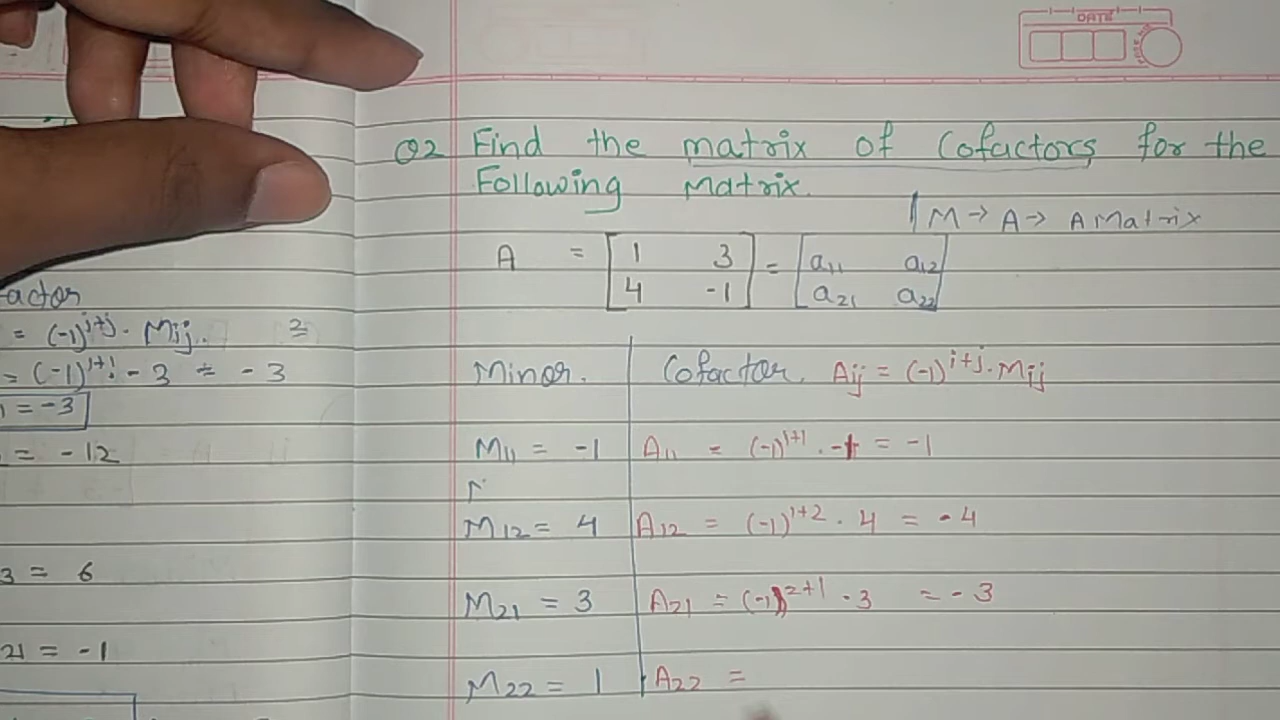 DATE
Q2 Find the matrix of Cofactors for the
Following Matrix.
M → A → A Matrix
A = [1 3 4 -1] = [a11 a12 a21 a22]
actor
= (-1)^i+j . Mij..
= (-1)^1+1 . - 3 = - 3
= -3
= -12
3 = 6
21 = -1
Minor. Cofactor. Aij = (-1)^i+j . Mij
M11 = -1 A11 = (-1)^1+1 . -1 = -1
M12 = 4 A12 = (-1)^1+2 . 4 = -4
M21 = 3 A21 = (-1)^2+1 . 3 = - 3
M22 = 1 A22 =